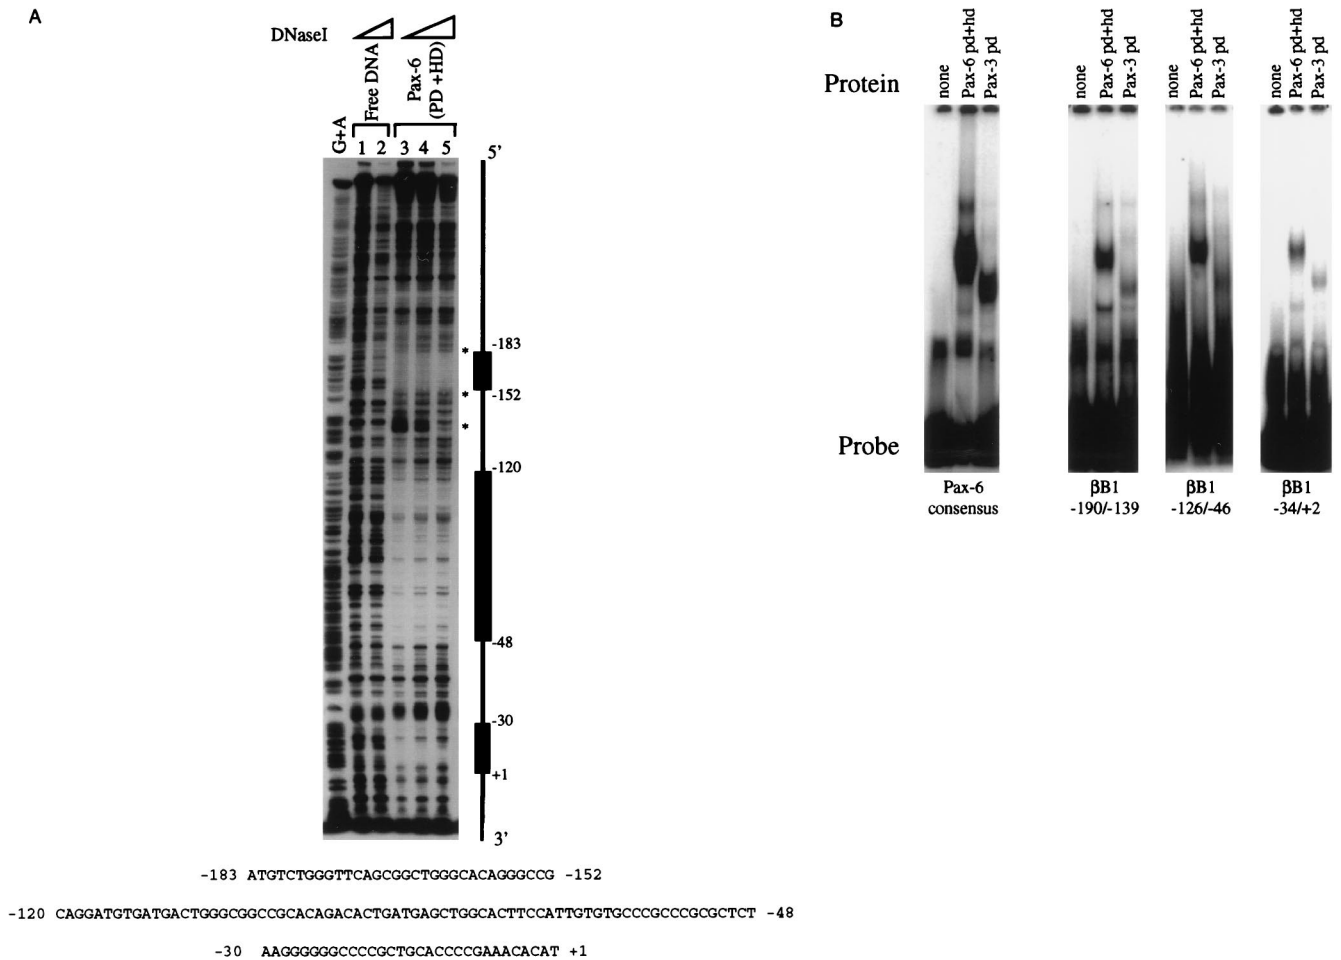 A
DNaseI
G+A
Free DNA
Pax-6
(PD +HD)
1 2 3 4 5
5’
*
-183
*
-152
*
-120
-48
-30
+1
3’
-183 ATGTCTGGGTTCAGCGGCTGGGCACAGGGCCG -152
-120 CAGGATGTGATGACTGGGCGGCCGCACAGACACTGATGAGCTGGCACTTCCATTGTGTGCCCGCCCGCGCTCT -48
-30 AAGGGGGGGCCCCGCTGCACCCCGAAACACAT +1
B
Protein
none Pax-6 pd+hd Pax-3 pd
none Pax-6 pd+hd Pax-3 pd
none Pax-6 pd+hd Pax-3 pd
none Pax-6 pd+hd Pax-3 pd
Probe
Pax-6
consensus
βB1
-190/-139
βB1
-126/-46
βB1
-34/+2